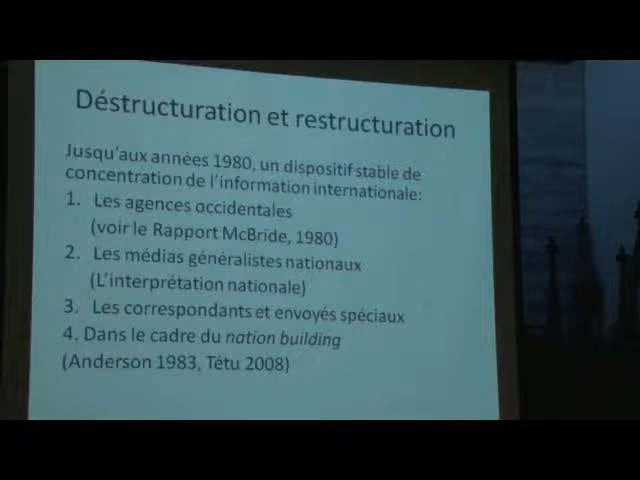 Déstructuration et restructuration
Jusqu'aux années 1980, un dispositif stable de
concentration de l'information internationale:
1. Les agences occidentales
(voir le Rapport McBride, 1980)
2. Les médias généralistes nationaux
(L'interprétation nationale)
3. Les correspondants et envoyés spéciaux
4. Dans le cadre du nation building
(Anderson 1983, Tétu 2008)